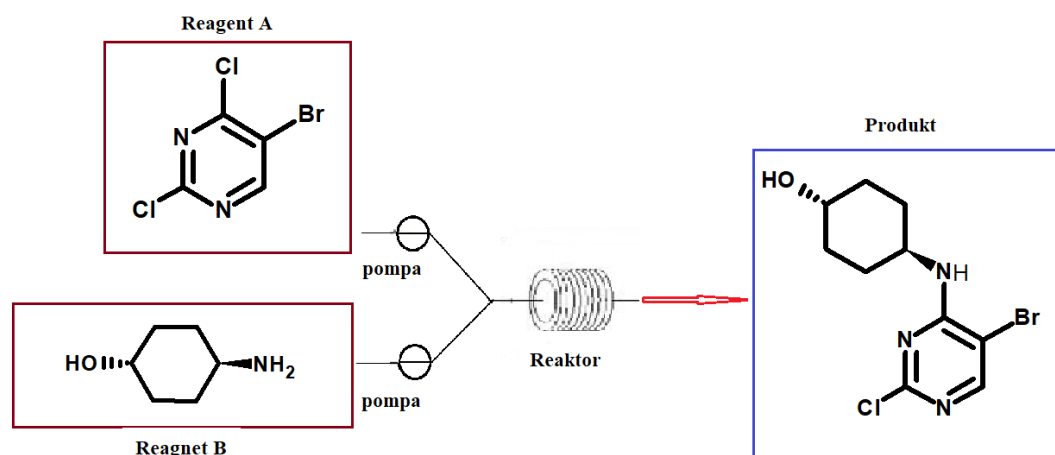 Reagent A
Cl
Br
N
Cl
N
pompa
HO
NH2
pompa
Reagnet B
Reaktor
Produkt
HO
NH
Br
N
Cl
N